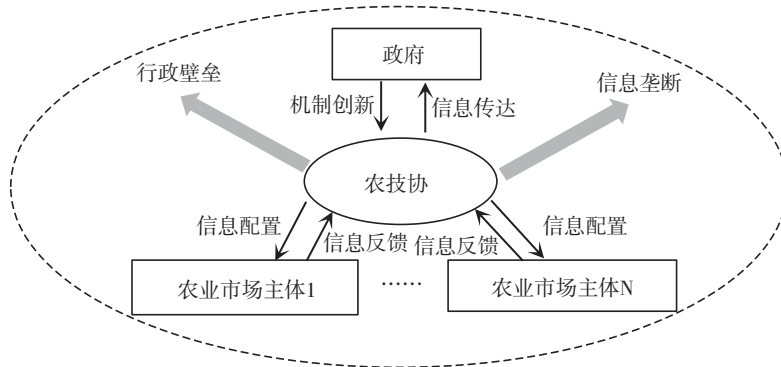 政府
行政壁垒
信息垄断
机制创新
信息传达
农技协
信息配置
信息反馈
信息反馈
信息配置
农业市场主体1
……
农业市场主体N